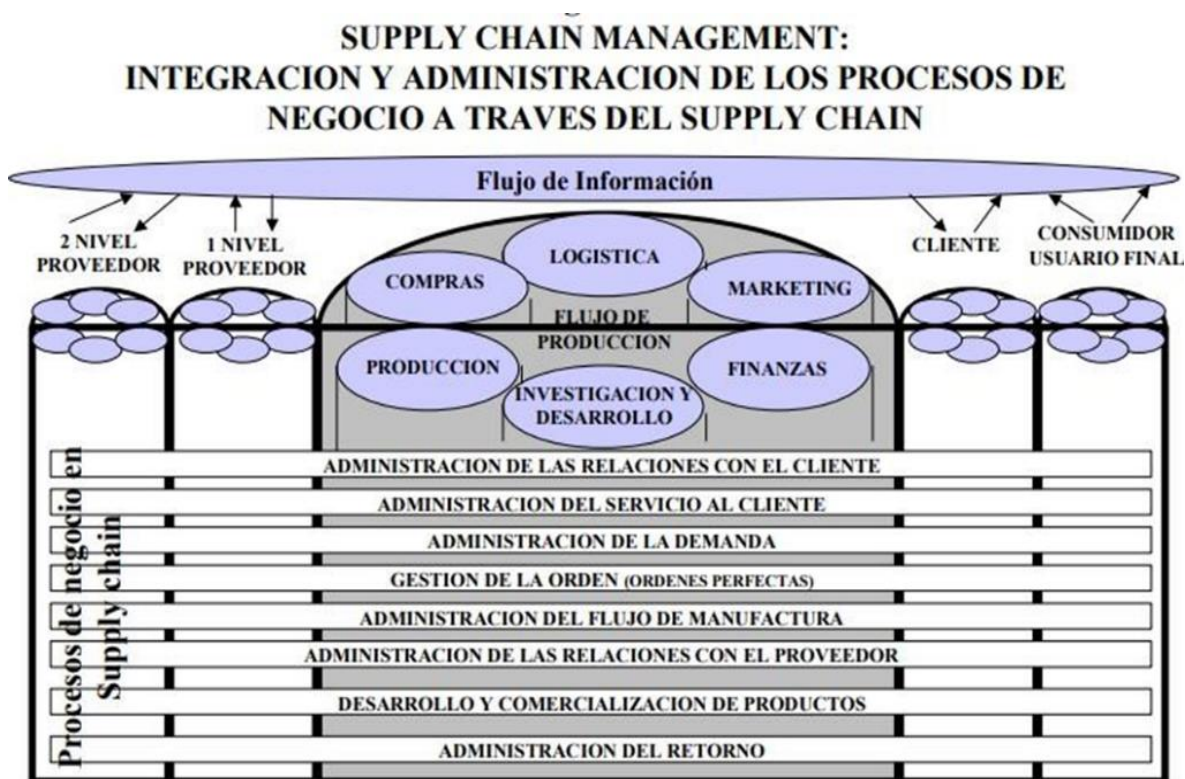 SUPPLY CHAIN MANAGEMENT:
INTEGRACION Y ADMINISTRACION DE LOS PROCESOS DE
NEGOCIO A TRAVES DEL SUPPLY CHAIN
Flujo de Información
2 NIVEL
PROVEEDOR
1 NIVEL
PROVEEDOR
CLIENTE
CONSUMIDOR
USUARIO FINAL
LOGISTICA
COMPRAS
MARKETING
FLUJO DE
PRODUCCION
PRODUCCION
FINANZAS
INVESTIGACION Y
DESARROLLO
Procesos de negocio en
Supply chain
ADMINISTRACION DE LAS RELACIONES CON EL CLIENTE
ADMINISTRACION DEL SERVICIO AL CLIENTE
ADMINISTRACION DE LA DEMANDA
GESTION DE LA ORDEN (ORDENES PERFECTAS)
ADMINISTRACION DEL FLUJO DE MANUFACTURA
ADMINISTRACION DE LAS RELACIONES CON EL PROVEEDOR
DESARROLLO Y COMERCIALIZACION DE PRODUCTOS
ADMINISTRACION DEL RETORNO